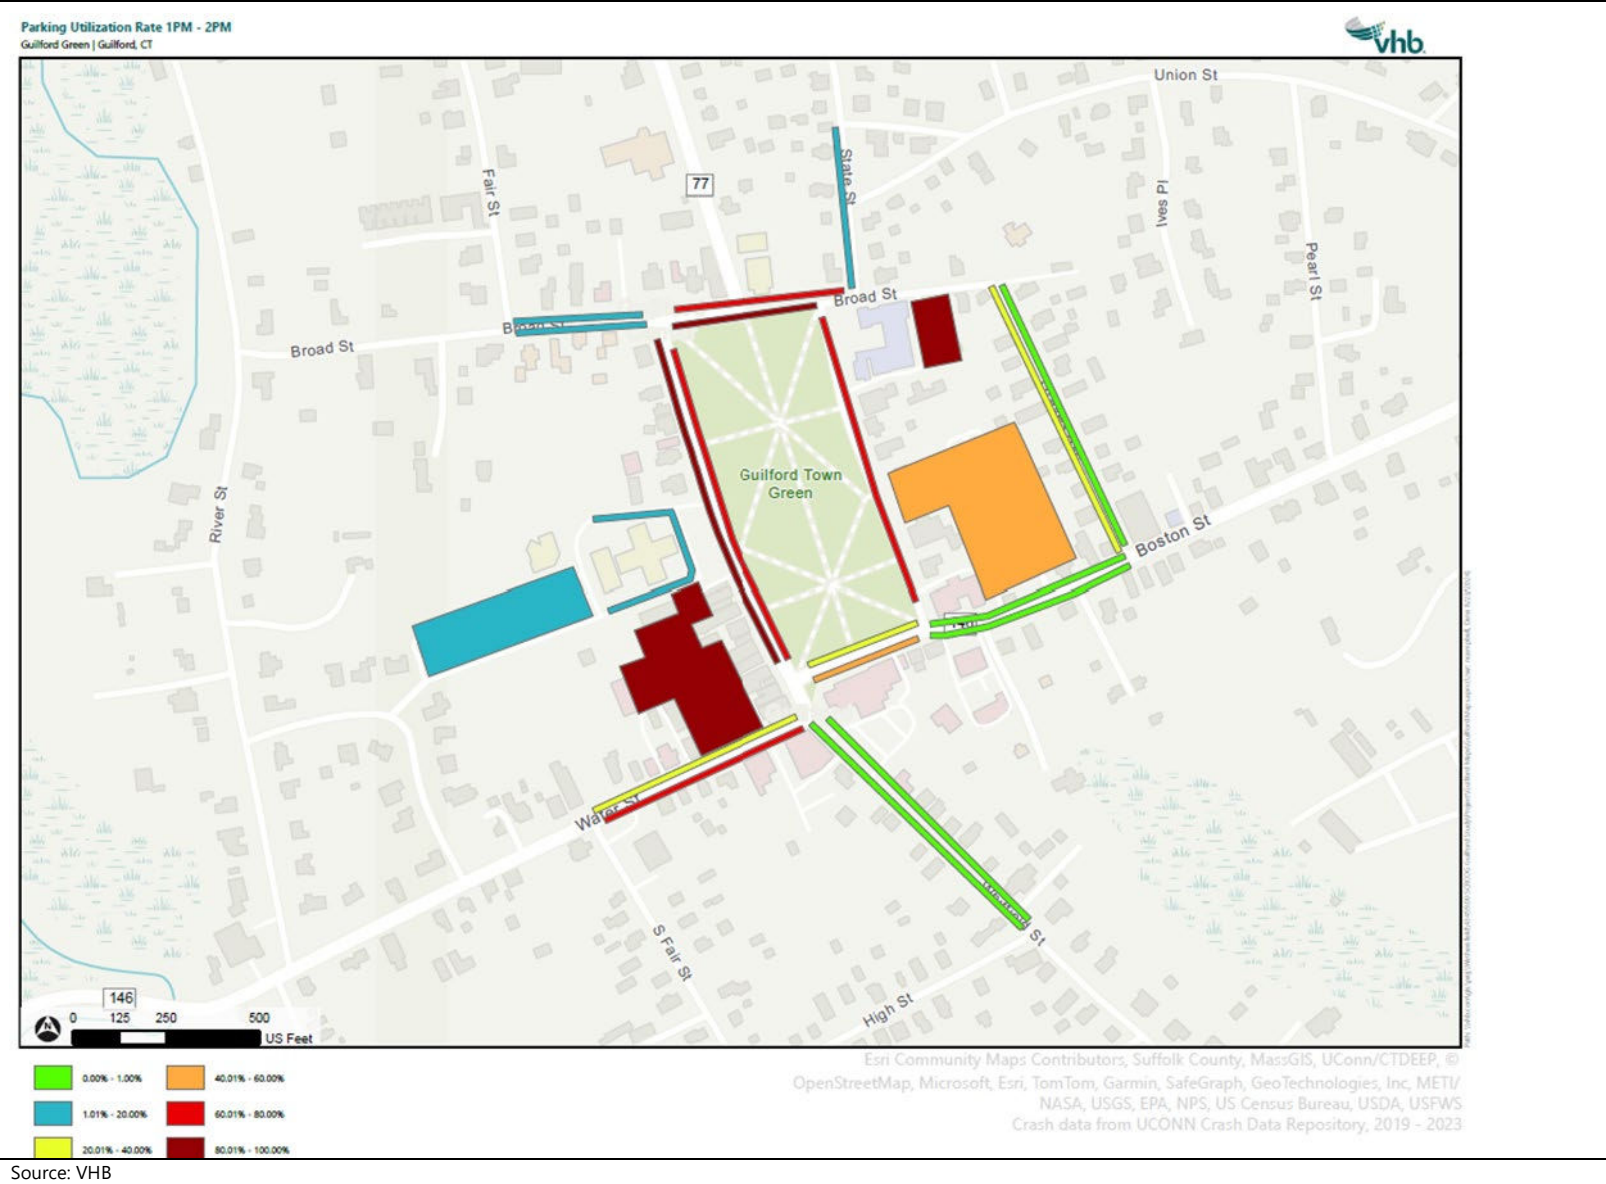 Parking Utilization Rate 1PM - 2PM
Guilford Green | Guilford, CT
vhb
Union St
77
State St
Fair St
Ives Pl
Pearl St
Broad St
Broad St
Guilford Town
Green
River St
Boston St
Water St
S Fair St
St
High St
146
0 125 250 500
US Feet
Esri Community Maps Contributors, Suffolk County, MassGIS, UConn/CTDEEP, ©
OpenStreetMap, Microsoft, Esri, TomTom, Garmin, SafeGraph, GeoTechnologies, Inc, METI/
NASA, USGS, EPA, NPS, US Census Bureau, USDA, USFWS
Crash data from UCONN Crash Data Repository, 2019 - 2023
0.00% - 1.00%
40.01% - 60.00%
1.01% - 20.00%
60.01% - 80.00%
20.01% - 40.00%
80.01% - 100.00%
Source: VHB